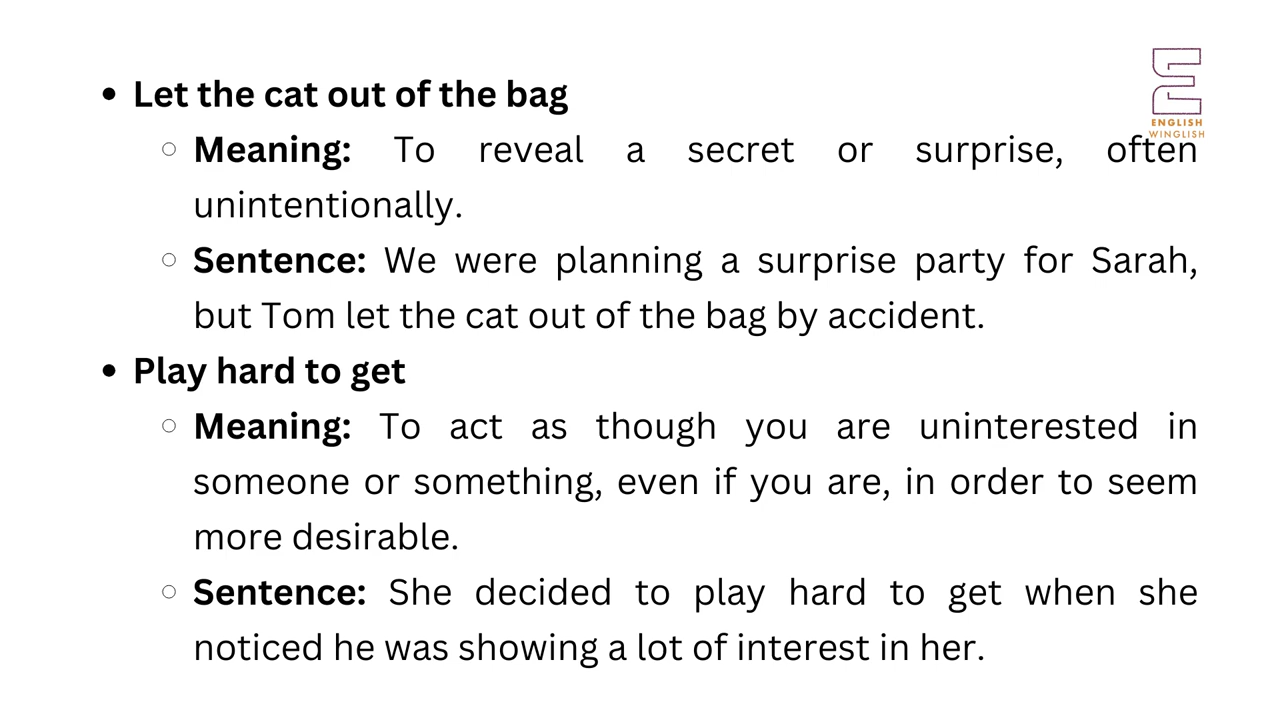 • Let the cat out of the bag
ENGLISH
WINGLISH
○ Meaning: To reveal a secret or surprise, often
unintentionally.
○ Sentence: We were planning a surprise party for Sarah,
but Tom let the cat out of the bag by accident.
• Play hard to get
○ Meaning: To act as though you are uninterested in
someone or something, even if you are, in order to seem
more desirable.
○ Sentence: She decided to play hard to get when she
noticed he was showing a lot of interest in her.